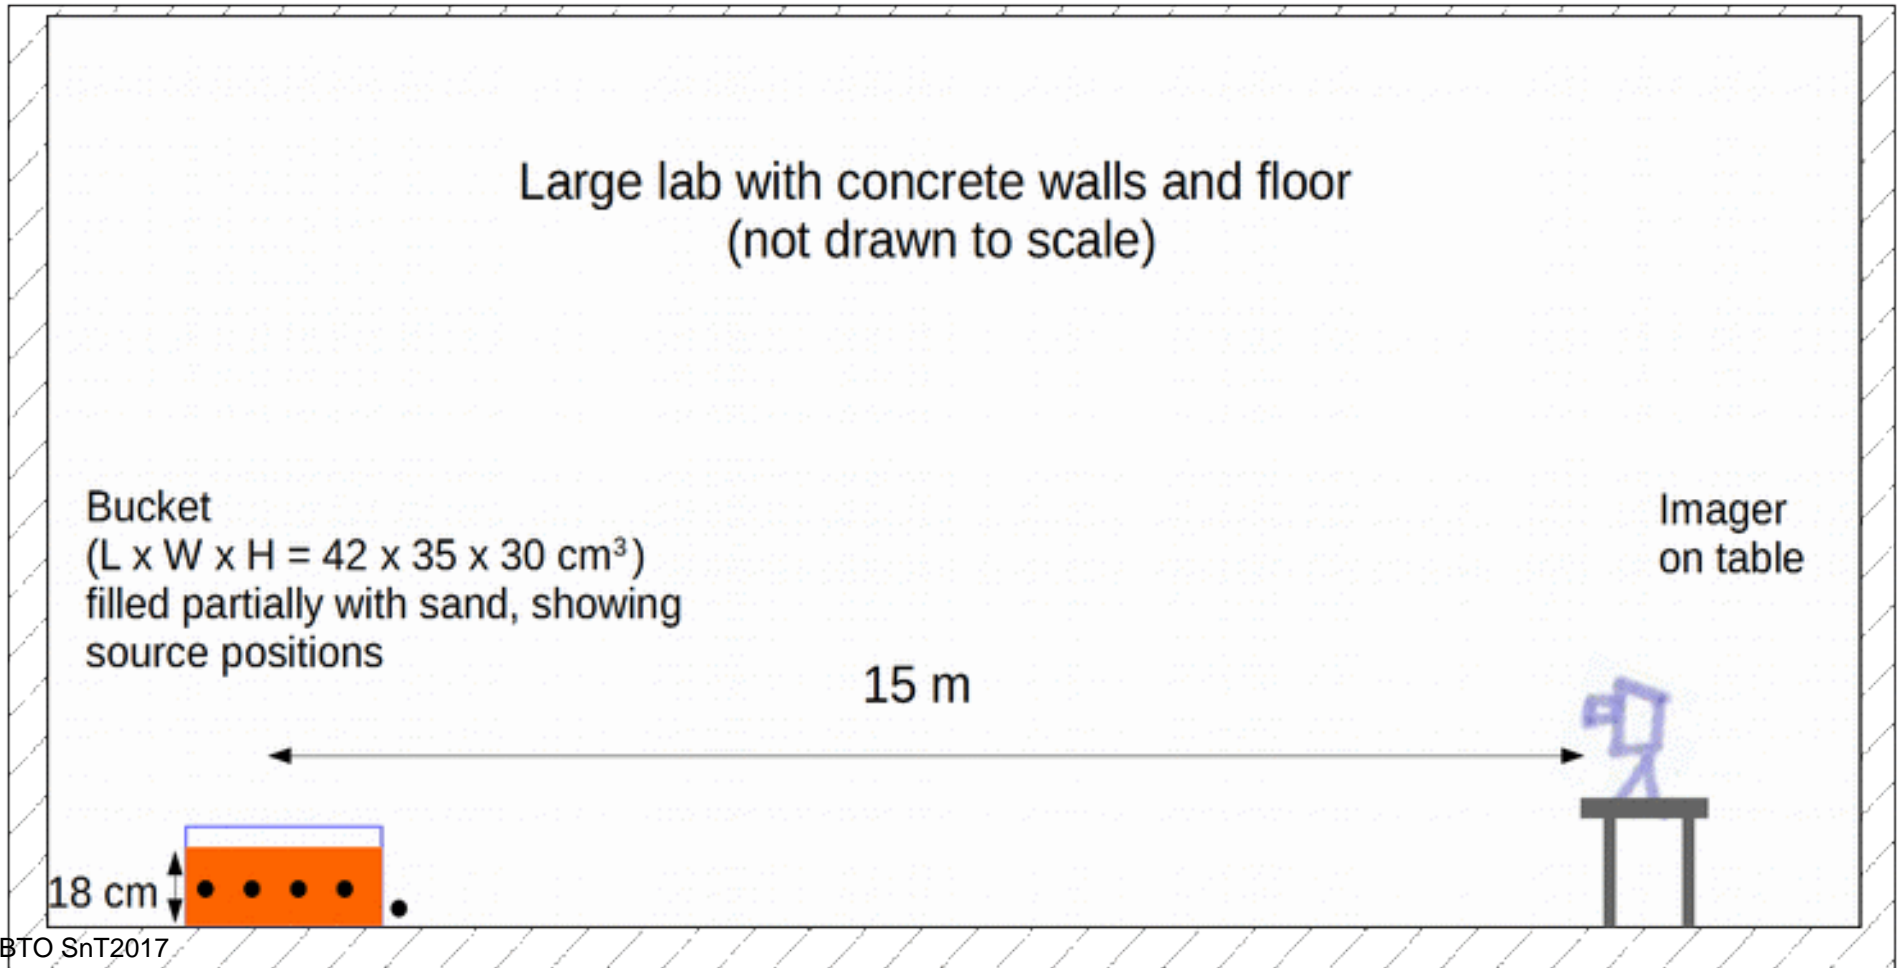 Large lab with concrete walls and floor
(not drawn to scale)
Bucket
(L x W x H = 42 x 35 x 30 cm³)
filled partially with sand, showing
source positions
Imager
on table
15 m
18 cm
BTO SnT2017